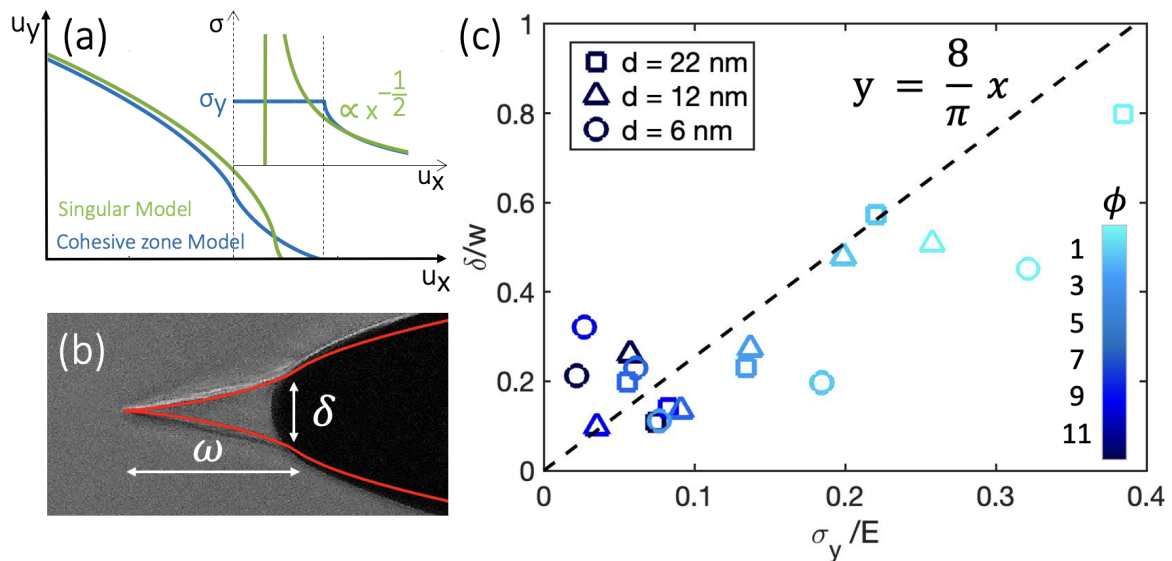 (a)
u_y
σ
σ_y
∝ x^{-1/2}
u_x
Singular Model
Cohesive zone Model
u_x
(b)
δ
ω
(c)
d = 22 nm
d = 12 nm
d = 6 nm
y = 8/π x
ϕ
1
3
5
7
9
11
1
0.8
0.6
0.4
0.2
0
δ/w
0 0.1 0.2 0.3 0.4
σ_y /E